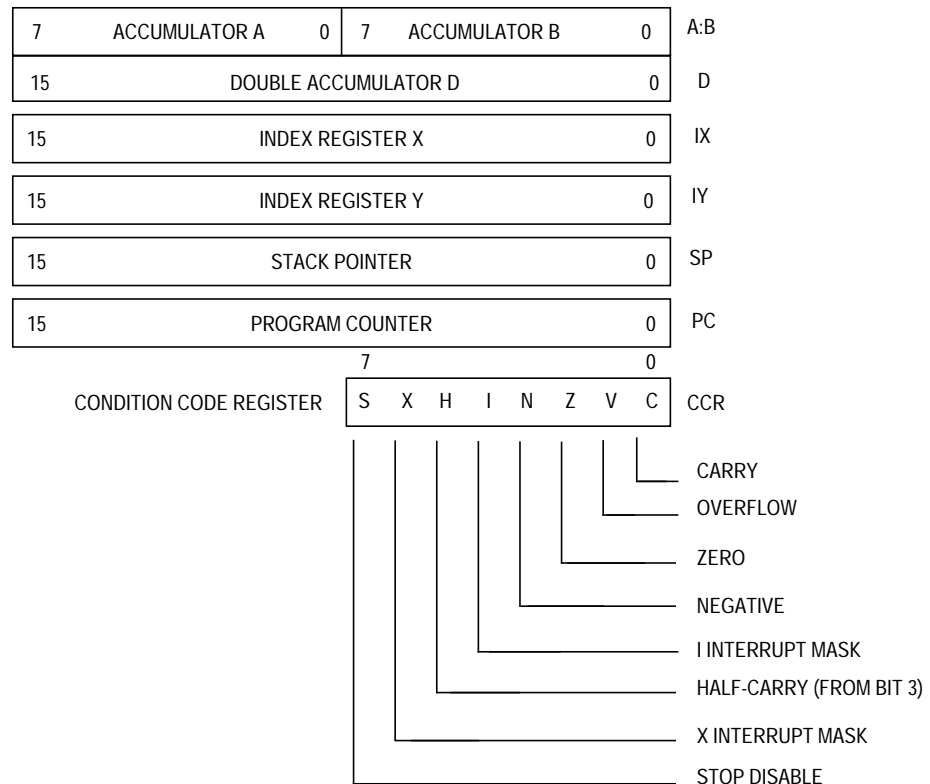 7 ACCUMULATOR A 0 7 ACCUMULATOR B 0 A:B
15 DOUBLE ACCUMULATOR D 0 D
15 INDEX REGISTER X 0 IX
15 INDEX REGISTER Y 0 IY
15 STACK POINTER 0 SP
15 PROGRAM COUNTER 0 PC
7 0
CONDITION CODE REGISTER S X H I N Z V C CCR
CARRY
OVERFLOW
ZERO
NEGATIVE
I INTERRUPT MASK
HALF-CARRY (FROM BIT 3)
X INTERRUPT MASK
STOP DISABLE